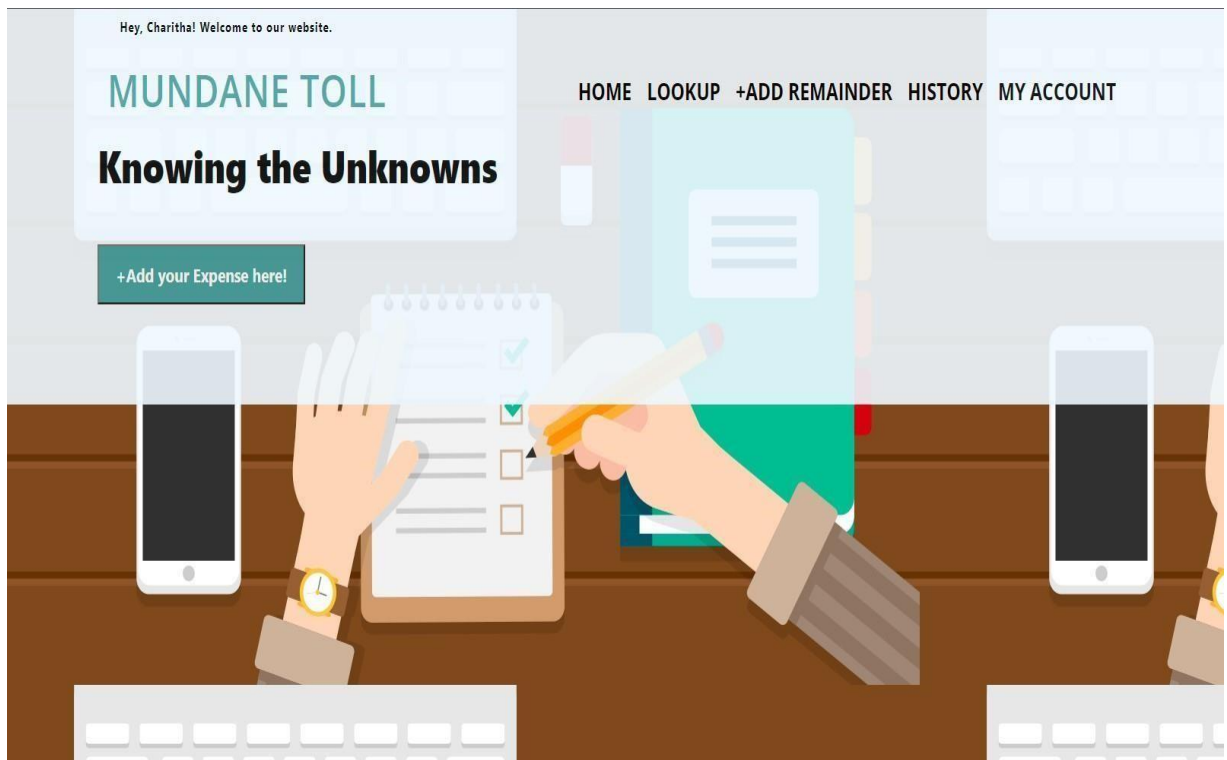 Hey, Charitha! Welcome to our website.
MUNDANE TOLL
HOME LOOKUP +ADD REMAINDER HISTORY MY ACCOUNT
Knowing the Unknowns
+Add your Expense here!